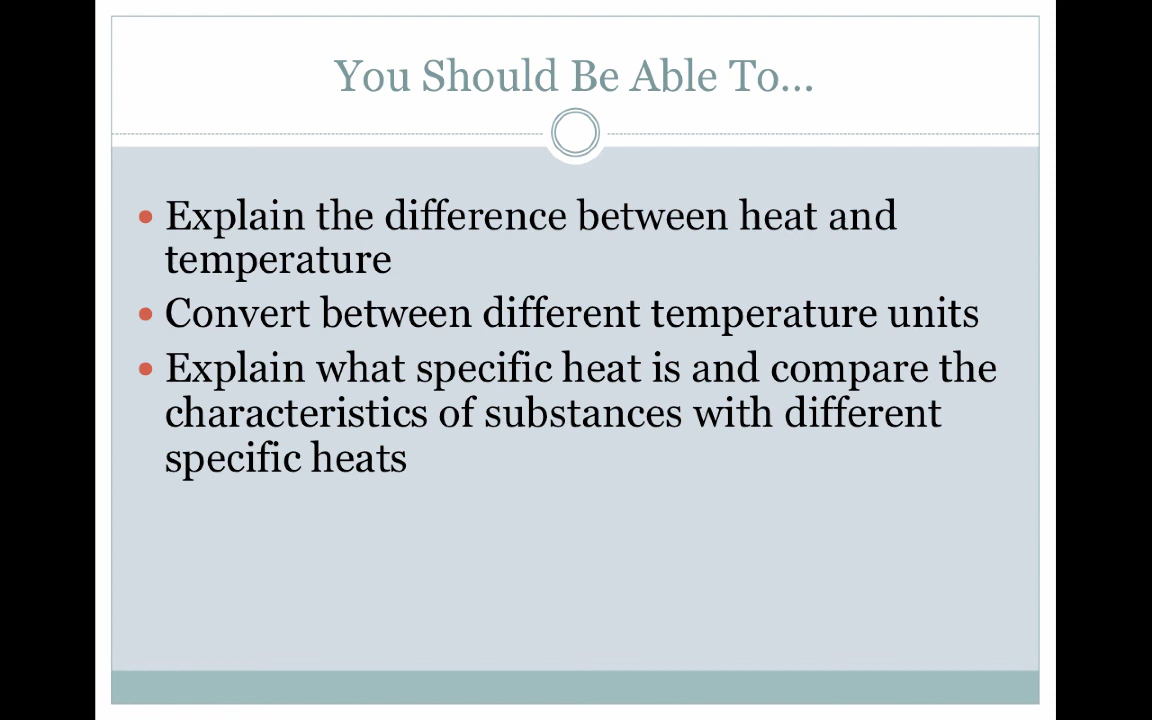 You Should Be Able To...
• Explain the difference between heat and
temperature
• Convert between different temperature units
• Explain what specific heat is and compare the
characteristics of substances with different
specific heats